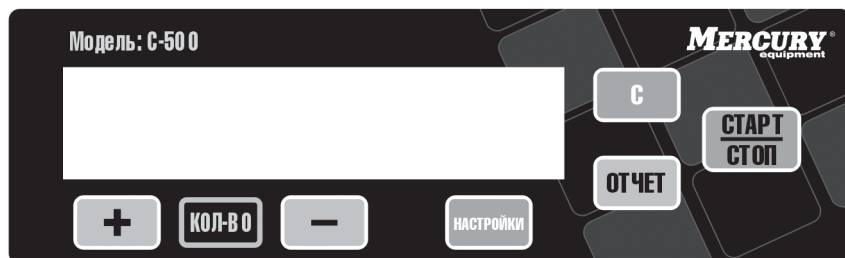 Модель: С-500
MERCURY®
equipment
С
СТАРТ
СТОП
ОТЧЕТ
+
КОЛ-ВО
−
НАСТРОЙКИ